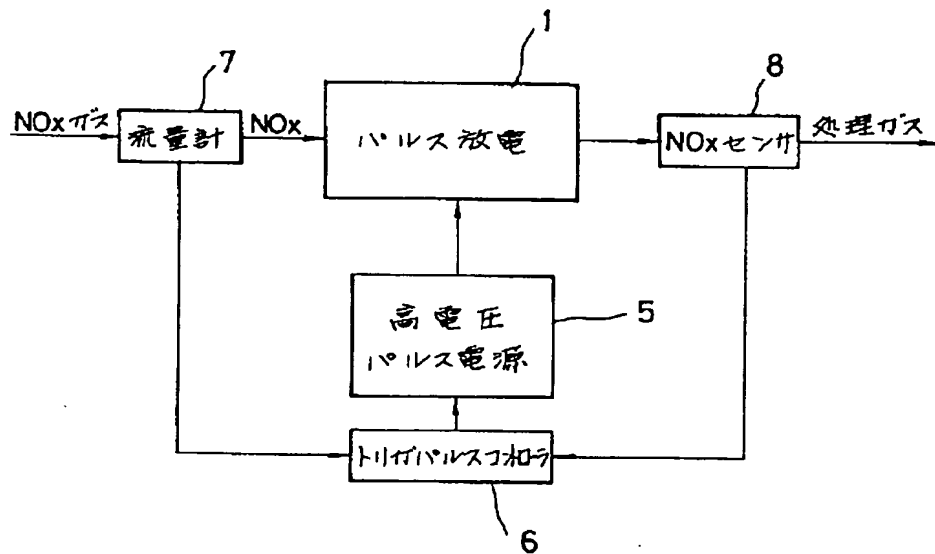 1
7
8
NOxガス
流量計
NOx
パルス放電
NOxセンサ
処理ガス
高電圧
パルス電源
5
トリガパルスコントローラ
6